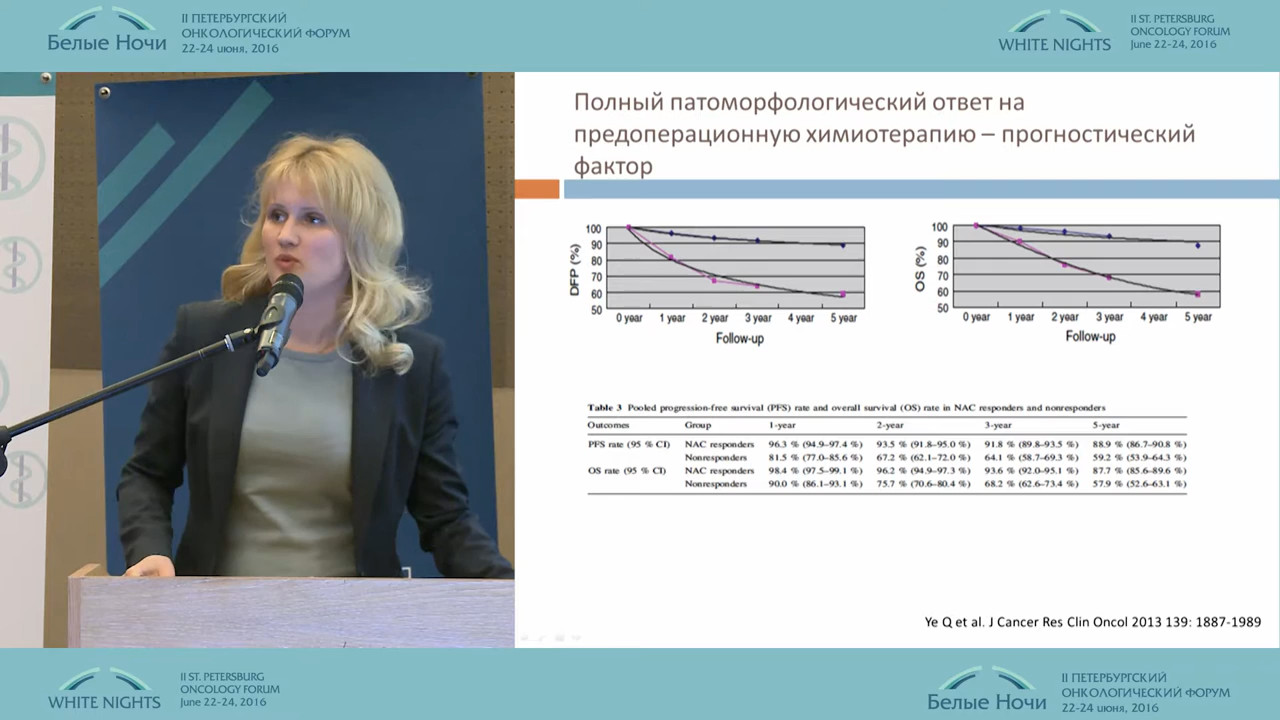 Белые Ночи
II ПЕТЕРБУРГСКИЙ
ОНКОЛОГИЧЕСКИЙ ФОРУМ
22-24 июня, 2016
WHITE NIGHTS
II ST. PETERSBURG
ONCOLOGY FORUM
June 22-24, 2016
Полный патоморфологический ответ на
предоперационную химиотерапию – прогностический
фактор
DFP (%)
100
90
80
70
60
50
0 year 1 year 2 year 3 year 4 year 5 year
Follow-up
OS (%)
100
90
80
70
60
50
0 year 1 year 2 year 3 year 4 year 5 year
Follow-up
Table 3 Pooled progression-free survival (PFS) rate and overall survival (OS) rate in NAC responders and nonresponders
Outcomes Group 1-year 2-year 3-year 5-year
PFS rate (95 % CI) NAC responders 96.3 % (94.9–97.4 %) 93.5 % (91.8–95.0 %) 91.8 % (89.8–93.5 %) 88.9 % (86.7–90.8 %)
Nonresponders 81.5 % (77.0–85.6 %) 67.2 % (62.1–72.0 %) 64.1 % (58.7–69.3 %) 59.2 % (53.9–64.3 %)
OS rate (95 % CI) NAC responders 98.4 % (97.5–99.1 %) 96.2 % (94.9–97.3 %) 93.6 % (92.0–95.1 %) 87.7 % (85.6–89.6 %)
Nonresponders 90.0 % (86.1–93.1 %) 75.7 % (70.6–80.4 %) 68.2 % (62.6–73.4 %) 57.9 % (52.6–63.1 %)
Ye Q et al. J Cancer Res Clin Oncol 2013 139: 1887-1989
WHITE NIGHTS
II ST. PETERSBURG
ONCOLOGY FORUM
June 22-24, 2016
Белые Ночи
II ПЕТЕРБУРГСКИЙ
ОНКОЛОГИЧЕСКИЙ ФОРУМ
22-24 июня, 2016